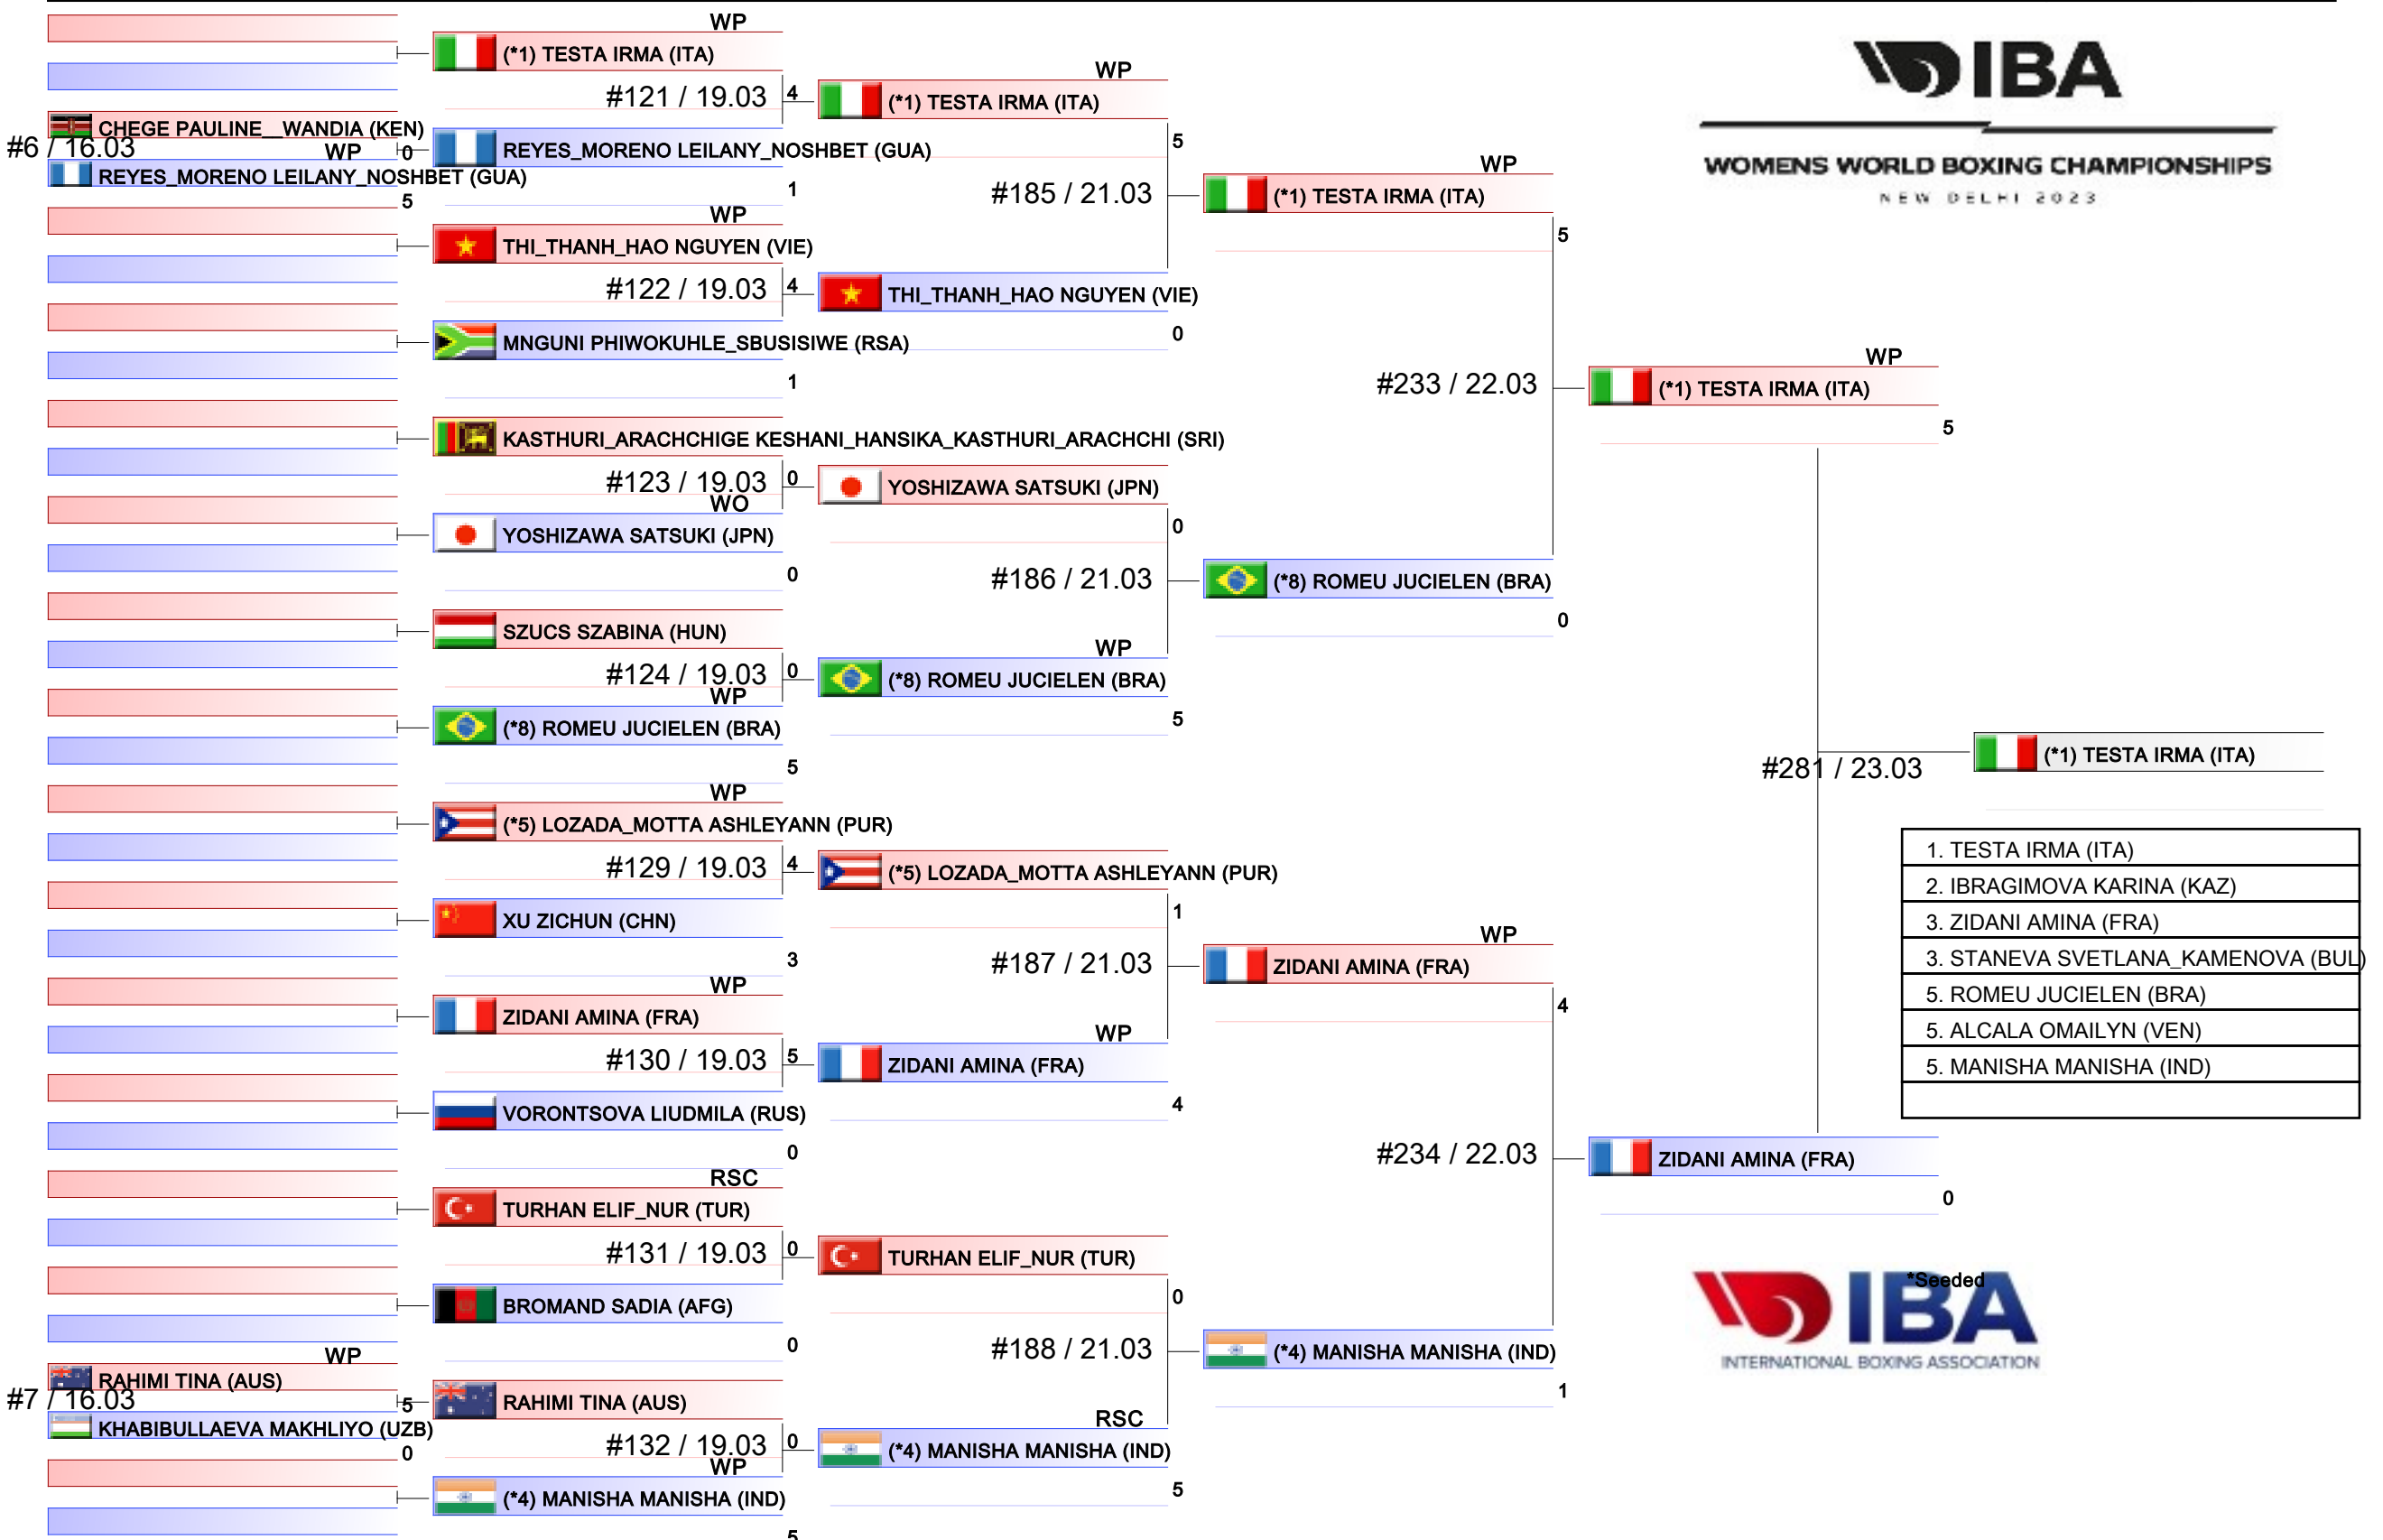 WP
(*1) TESTA IRMA (ITA)
#121 / 19.03
4
CHEGE PAULINE__WANDIA (KEN)
#6 / 16.03
WP
0
REYES_MORENO LEILANY_NOSHBET (GUA)
5
REYES_MORENO LEILANY_NOSHBET (GUA)
1
WP
THI_THANH_HAO NGUYEN (VIE)
#122 / 19.03
4
MNGUNI PHIWOKUHLE_SBUSISIWE (RSA)
1
KASTHURI_ARACHCHIGE KESHANI_HANSIKA_KASTHURI_ARACHCHI (SRI)
#123 / 19.03
0
WO
YOSHIZAWA SATSUKI (JPN)
0
SZUCS SZABINA (HUN)
#124 / 19.03
0
WP
(*8) ROMEU JUCIELEN (BRA)
5
WP
(*5) LOZADA_MOTTA ASHLEYANN (PUR)
#129 / 19.03
4
XU ZICHUN (CHN)
3
WP
ZIDANI AMINA (FRA)
#130 / 19.03
5
VORONTSOVA LIUDMILA (RUS)
0
RSC
TURHAN ELIF_NUR (TUR)
#131 / 19.03
0
BROMAND SADIA (AFG)
0
WP
RAHIMI TINA (AUS)
#7 / 16.03
5
KHABIBULLAEVA MAKHLIYO (UZB)
0
RAHIMI TINA (AUS)
#132 / 19.03
0
WP
(*4) MANISHA MANISHA (IND)
5
WP
(*1) TESTA IRMA (ITA)
5
#185 / 21.03
THI_THANH_HAO NGUYEN (VIE)
0
YOSHIZAWA SATSUKI (JPN)
0
#186 / 21.03
WP
(*8) ROMEU JUCIELEN (BRA)
5
(*5) LOZADA_MOTTA ASHLEYANN (PUR)
1
#187 / 21.03
WP
ZIDANI AMINA (FRA)
4
TURHAN ELIF_NUR (TUR)
0
#188 / 21.03
RSC
(*4) MANISHA MANISHA (IND)
5
WP
(*1) TESTA IRMA (ITA)
5
#233 / 22.03
(*8) ROMEU JUCIELEN (BRA)
0
WP
ZIDANI AMINA (FRA)
4
#234 / 22.03
(*4) MANISHA MANISHA (IND)
1
WP
(*1) TESTA IRMA (ITA)
5
#281 / 23.03
ZIDANI AMINA (FRA)
0
(*1) TESTA IRMA (ITA)
IBA
WOMENS WORLD BOXING CHAMPIONSHIPS
NEW DELHI 2023
1. TESTA IRMA (ITA)
2. IBRAGIMOVA KARINA (KAZ)
3. ZIDANI AMINA (FRA)
3. STANEVA SVETLANA_KAMENOVA (BUL)
5. ROMEU JUCIELEN (BRA)
5. ALCALA OMAILYN (VEN)
5. MANISHA MANISHA (IND)
*Seeded
IBA
INTERNATIONAL BOXING ASSOCIATION